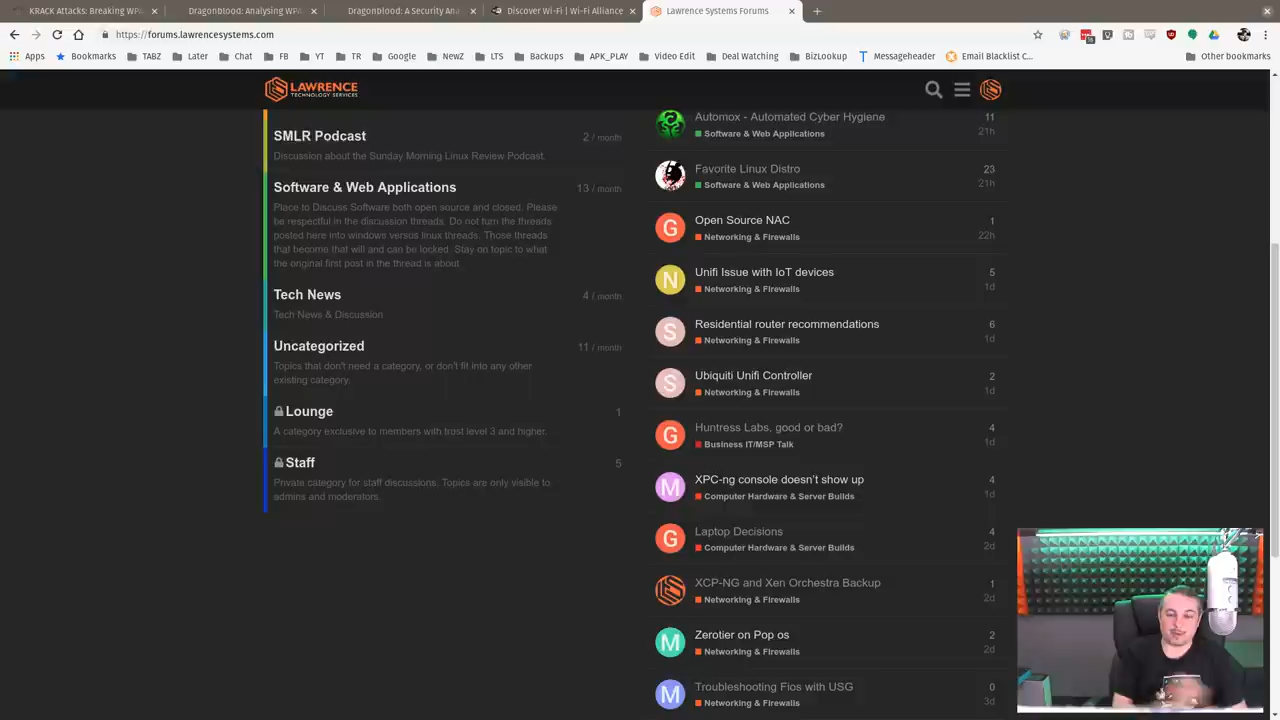 KRACK Attacks: Breaking WPA
Dragonblood: Analysing WPA
Dragonblood: A Security Ana
Discover Wi-Fi | Wi-Fi Alliance
Lawrence Systems Forums
https://forums.lawrencesystems.com
Apps
Bookmarks
TABZ
Later
Chat
FB
YT
TR
Google
NewZ
LTS
Backups
APK_PLAY
Video Edit
Deal Watching
BizLookup
Messageheader
Email Blacklist C...
Other bookmarks
LAWRENCE
TECHNOLOGY SERVICES
SMLR Podcast
2 / month
Discussion about the Sunday Morning Linux Review Podcast.
Software & Web Applications
13 / month
Place to Discuss Software both open source and closed. Please
be respectful in the discussion threads. Do not turn the threads
posted here into windows versus linux threads. Those threads
that become that will and can be locked. Stay on topic to what
the original first post in the thread is about.
Tech News
4 / month
Tech News & Discussion
Uncategorized
11 / month
Topics that don't need a category, or don't fit into any other
existing category.
Lounge
1
A category exclusive to members with trust level 3 and higher.
Staff
5
Private category for staff discussions. Topics are only visible to
admins and moderators.
Automox - Automated Cyber Hygiene
11
Software & Web Applications
21h
Favorite Linux Distro
23
Software & Web Applications
21h
G
Open Source NAC
1
Networking & Firewalls
22h
N
Unifi Issue with IoT devices
5
Networking & Firewalls
1d
S
Residential router recommendations
6
Networking & Firewalls
1d
S
Ubiquiti Unifi Controller
2
Networking & Firewalls
1d
G
Huntress Labs, good or bad?
4
Business IT/MSP Talk
1d
M
XPC-ng console doesn't show up
4
Computer Hardware & Server Builds
1d
G
Laptop Decisions
4
Computer Hardware & Server Builds
2d
XCP-NG and Xen Orchestra Backup
1
Networking & Firewalls
2d
M
Zerotier on Pop os
2
Networking & Firewalls
2d
M
Troubleshooting Fios with USG
0
Networking & Firewalls
3d